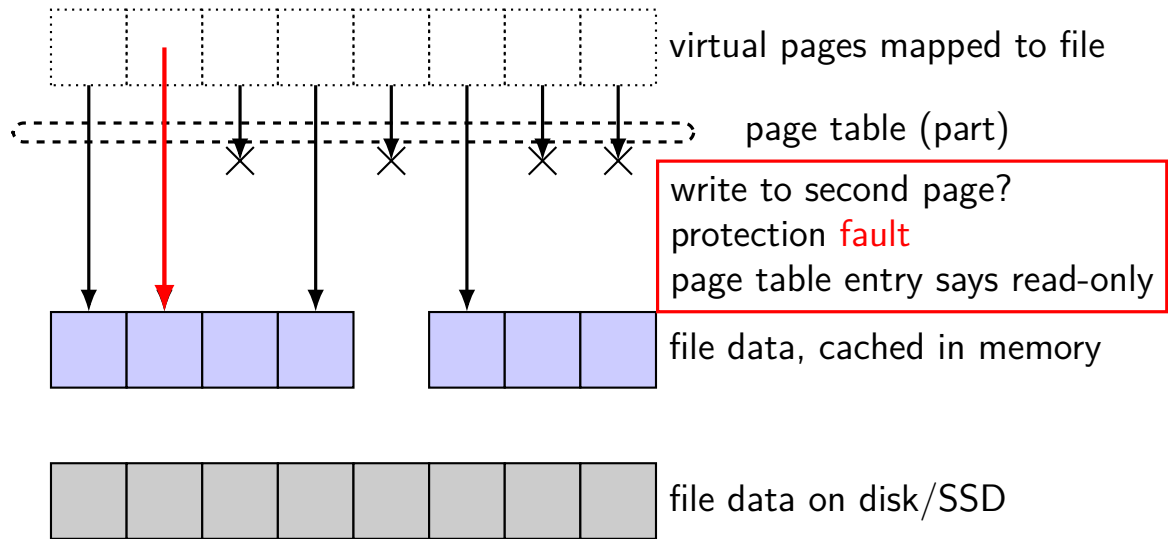 virtual pages mapped to file
page table (part)
write to second page?
protection fault
page table entry says read-only
file data, cached in memory
file data on disk/SSD